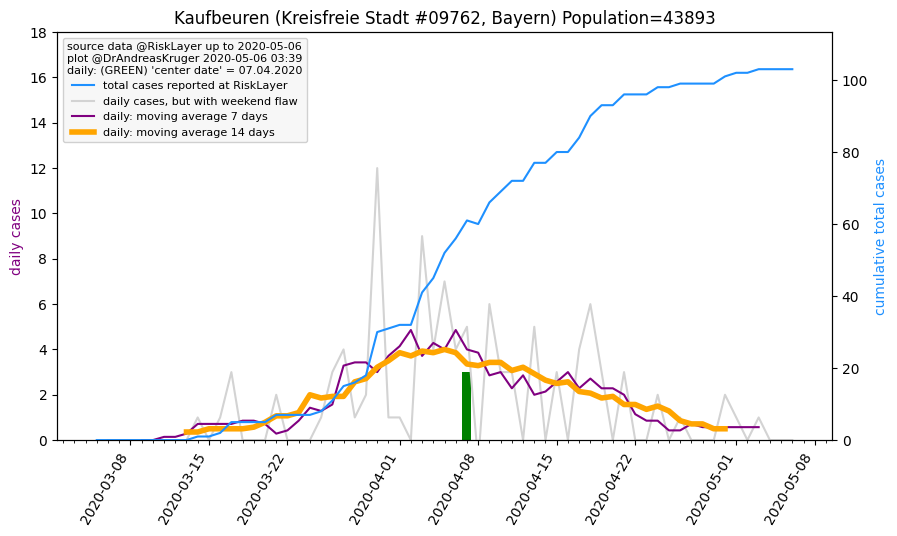 Kaufbeuren (Kreisfreie Stadt #09762, Bayern) Population=43893
source data @RiskLayer up to 2020-05-06
plot @DrAndreasKruger 2020-05-06 03:39
daily: (GREEN) 'center date' = 07.04.2020
total cases reported at RiskLayer
daily cases, but with weekend flaw
daily: moving average 7 days
daily: moving average 14 days
daily cases
18
16
14
12
10
8
6
4
2
0
100
80
60
40
20
0
cumulative total cases
2020-03-08
2020-03-15
2020-03-22
2020-04-01
2020-04-08
2020-04-15
2020-04-22
2020-05-01
2020-05-08